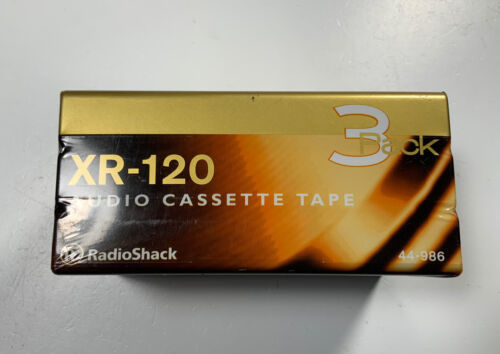 3 Pack
XR-120
AUDIO CASSETTE TAPE
RadioShack
44-986